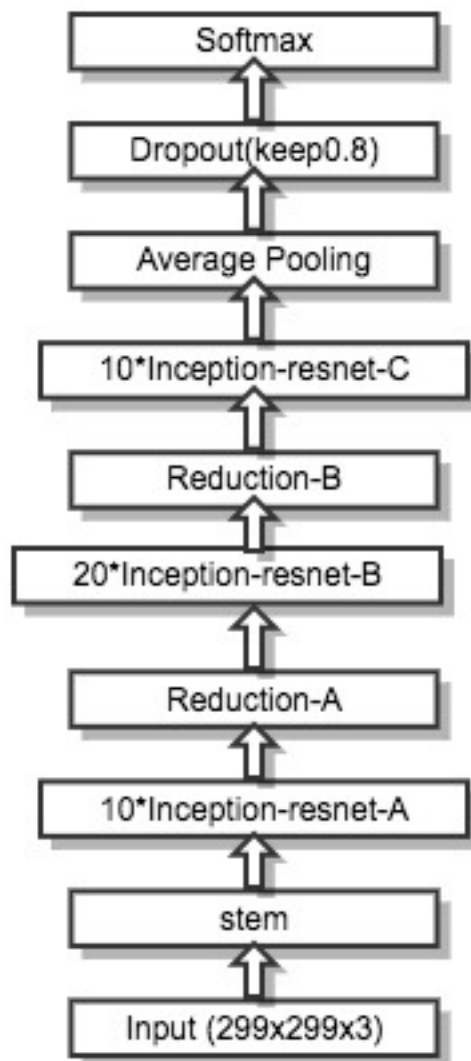 Softmax
Dropout(keep0.8)
Average Pooling
10*Inception-resnet-C
Reduction-B
20*Inception-resnet-B
Reduction-A
10*Inception-resnet-A
stem
Input (299x299x3)